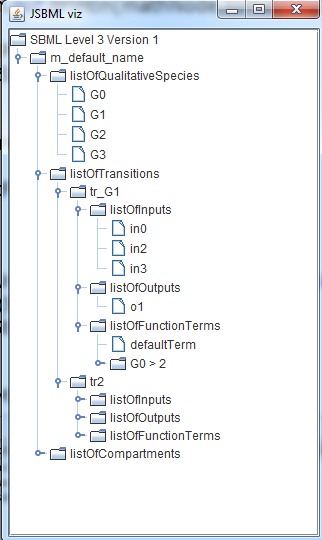 JSBML viz
SBML Level 3 Version 1
m_default_name
listOfQualitativeSpecies
G0
G1
G2
G3
listOfTransitions
tr_G1
listOfInputs
in0
in2
in3
listOfOutputs
o1
listOfFunctionTerms
defaultTerm
G0 > 2
tr2
listOfInputs
listOfOutputs
listOfFunctionTerms
listOfCompartments